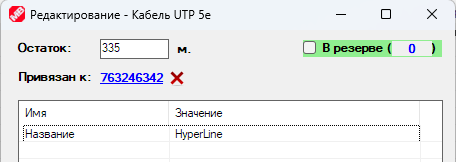 Редактирование - Кабель UTP 5e
Остаток: 335 м. В резерве ( 0 )
Привязан к: 763246342
Имя Значение
Название HyperLine